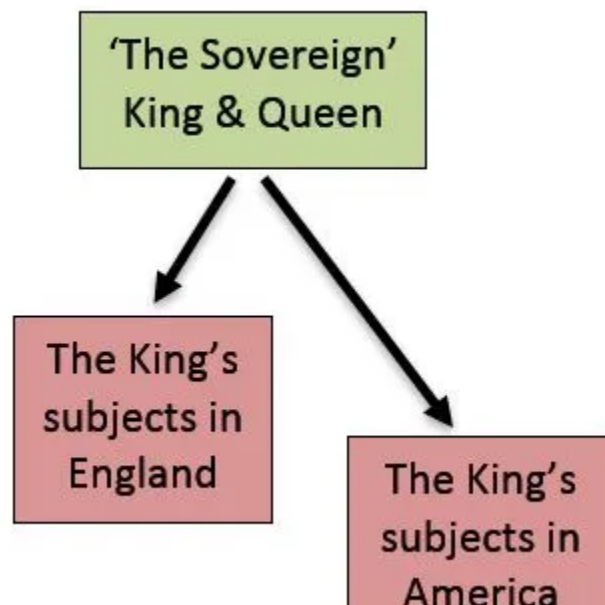 ‘The Sovereign’
King & Queen
The King’s
subjects in
England
The King’s
subjects in
America